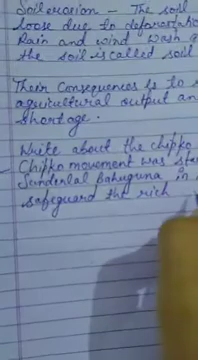 Soil erosion - The soil
loose due to deforestatio
Rain and wind wash
the soil is called soil
Their Consequences is to
agricultural output an
shortage.
Write about the chipko
Chipko movement was sta
Sunderlal Bahuguna in
safeguard the rich